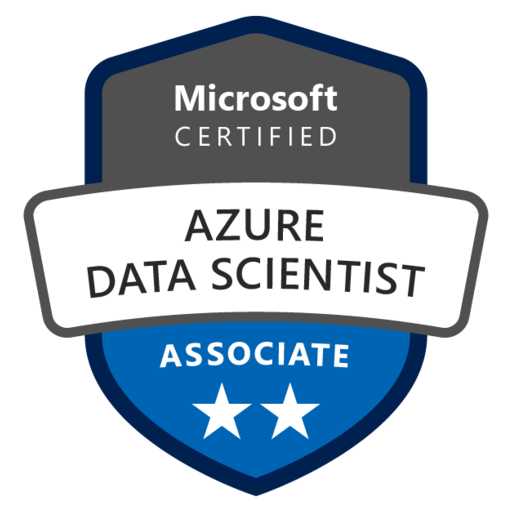 Microsoft
CERTIFIED
AZURE
DATA SCIENTIST
ASSOCIATE